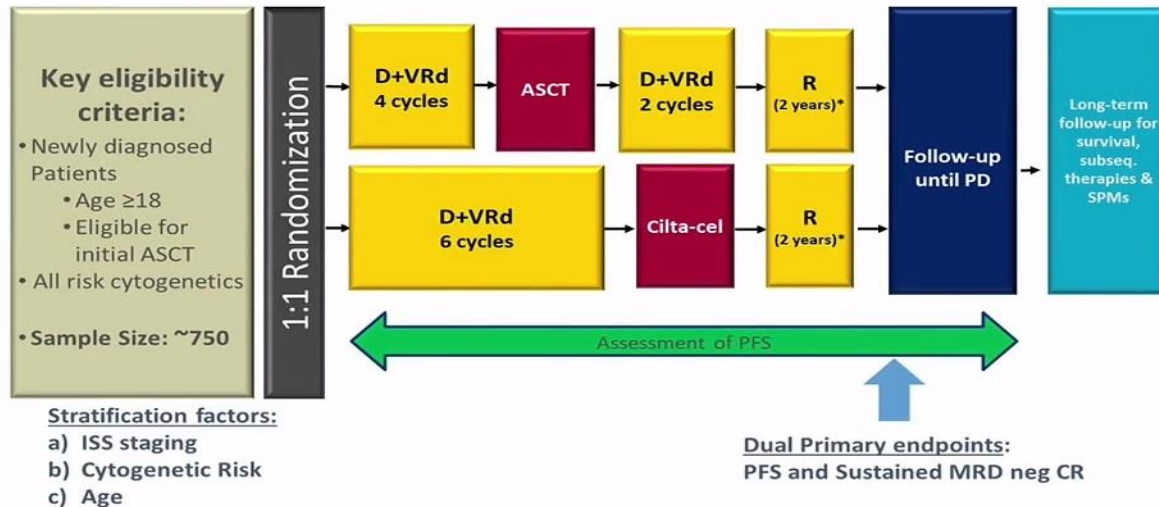 Key eligibility
criteria:
• Newly diagnosed
Patients
• Age ≥18
• Eligible for
initial ASCT
• All risk cytogenetics
• Sample Size: ~750
1:1 Randomization
D+VRd
4 cycles
ASCT
D+VRd
2 cycles
R
(2 years)*
D+VRd
6 cycles
Cilta-cel
R
(2 years)*
Follow-up
until PD
Long-term
follow-up for
survival,
subseq.
therapies &
SPMs
Assessment of PFS
Stratification factors:
a) ISS staging
b) Cytogenetic Risk
c) Age
Dual Primary endpoints:
PFS and Sustained MRD neg CR